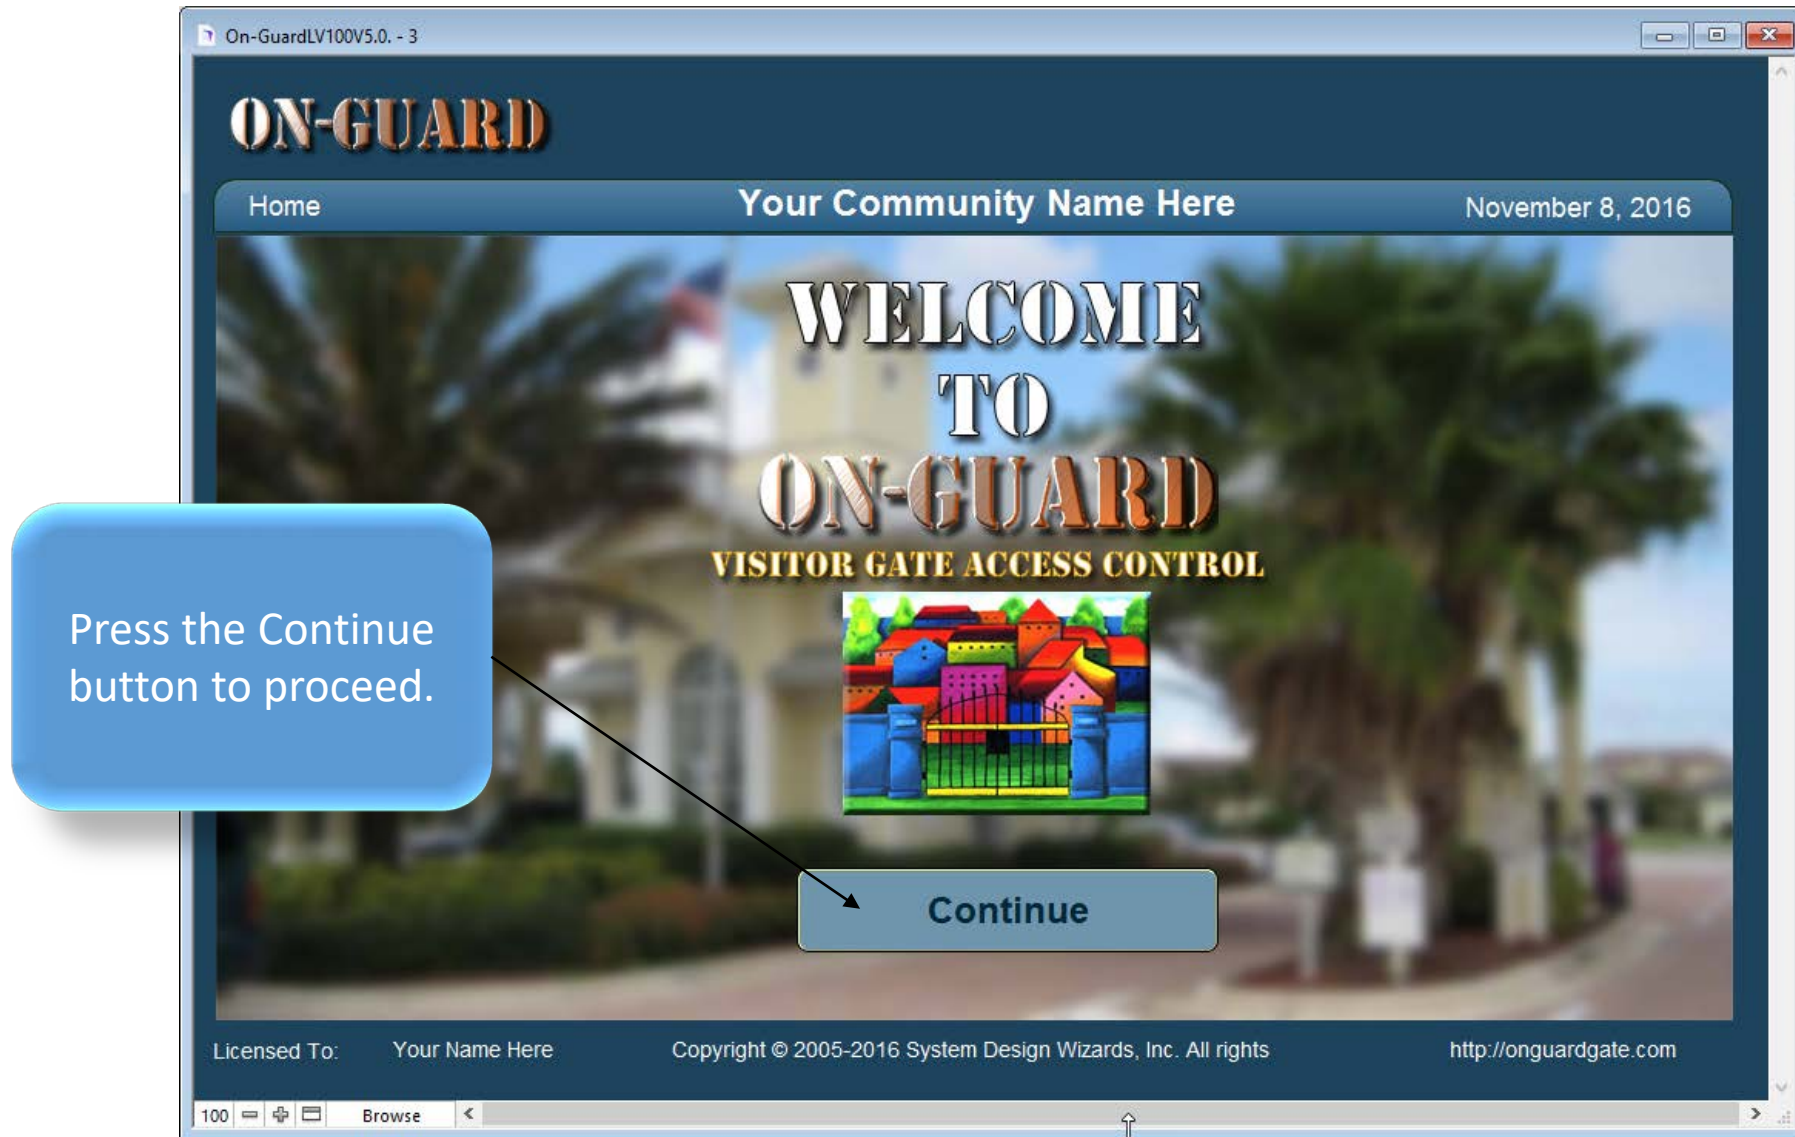 On-GuardLV100V5.0. - 3
ON-GUARD
Home Your Community Name Here November 8, 2016
WELCOME
TO
ON-GUARD
VISITOR GATE ACCESS CONTROL
Press the Continue
button to proceed.
Continue
Licensed To: Your Name Here Copyright © 2005-2016 System Design Wizards, Inc. All rights http://onguardgate.com
100 Browse